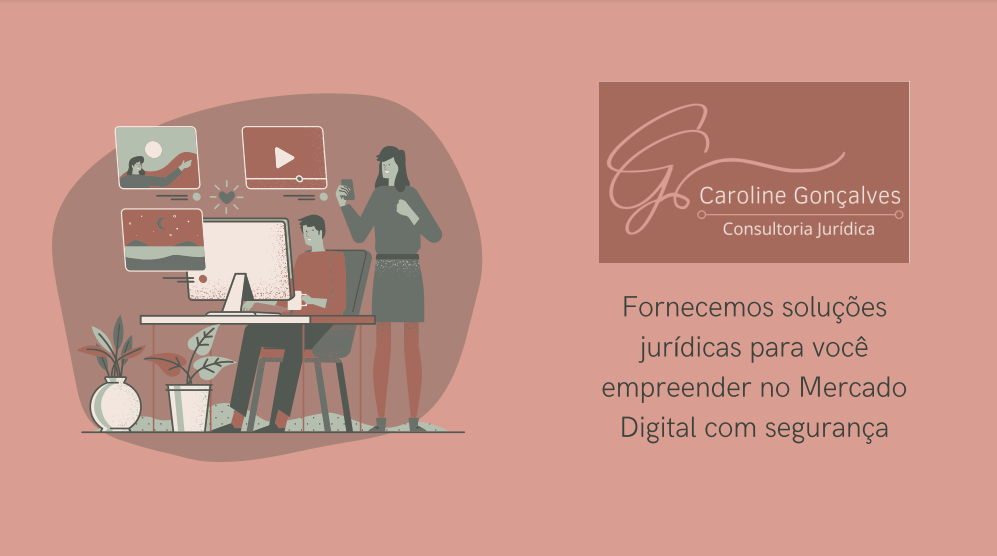 Caroline Gonçalves
Consultoria Jurídica
Fornecemos soluções
jurídicas para você
empreender no Mercado
Digital com segurança